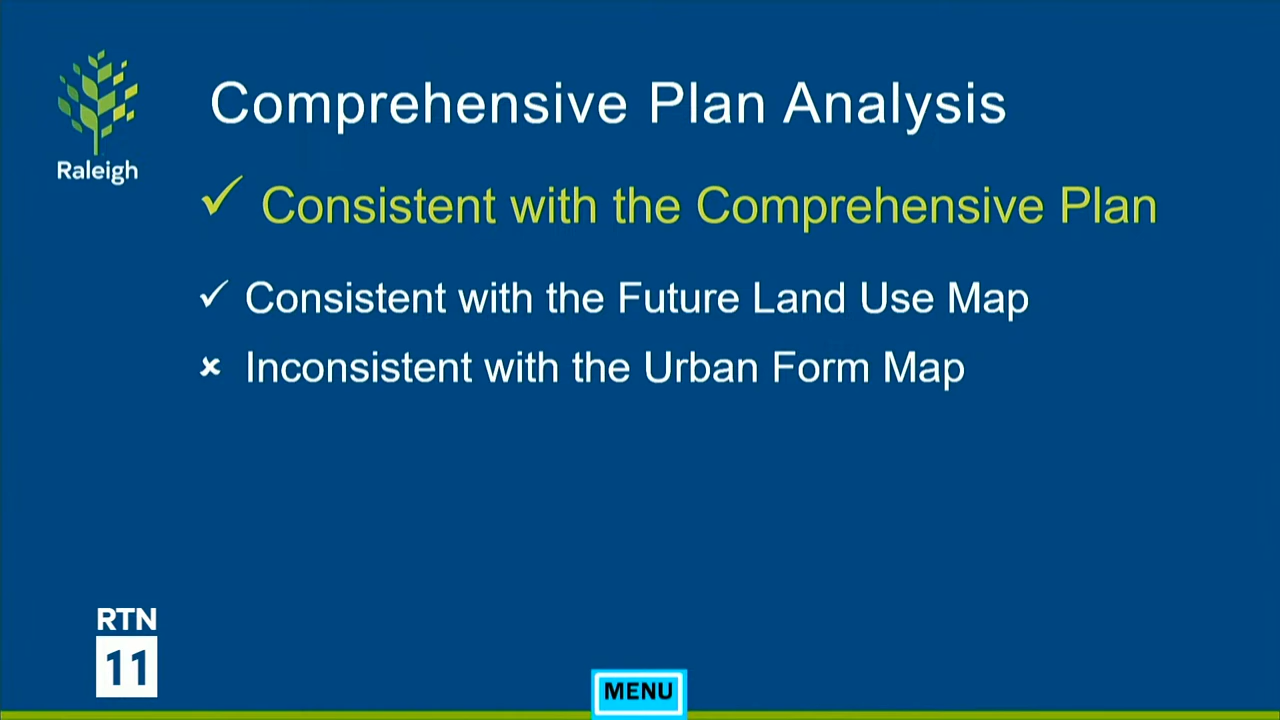 Raleigh
Comprehensive Plan Analysis
✓ Consistent with the Comprehensive Plan
✓ Consistent with the Future Land Use Map
× Inconsistent with the Urban Form Map
RTN
11
MENU